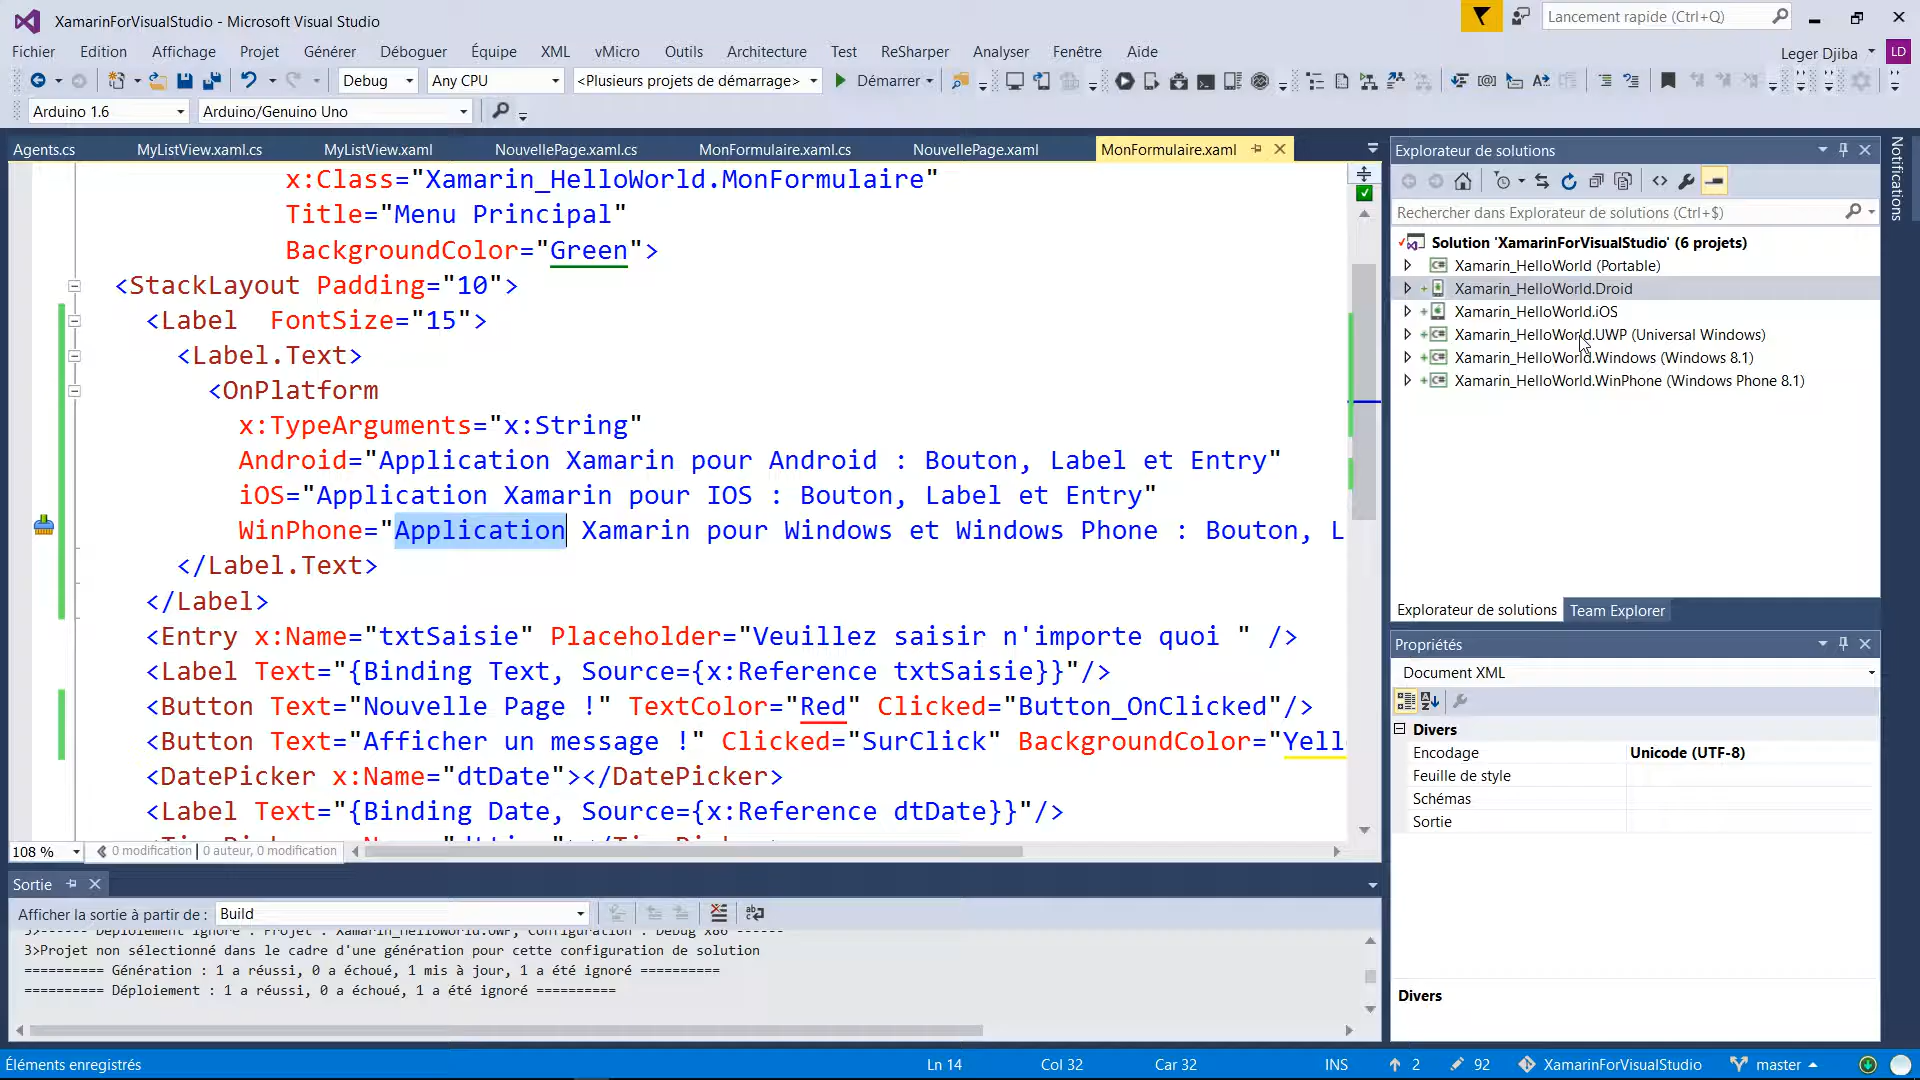 XamarinForVisualStudio - Microsoft Visual Studio
Lancement rapide (Ctrl+Q)
Fichier Edition Affichage Projet Générer Déboguer Équipe XML vMicro Outils Architecture Test ReSharper Analyser Fenêtre Aide
Leger Djiba LD
Debug Any CPU <Plusieurs projets de démarrage> Démarrer
Arduino 1.6 Arduino/Genuino Uno
Agents.cs MyListView.xaml.cs MyListView.xaml NouvellePage.xaml.cs MonFormulaire.xaml.cs NouvellePage.xaml MonFormulaire.xaml
x:Class="Xamarin_HelloWorld.MonFormulaire"
Title="Menu Principal"
BackgroundColor="Green">
<StackLayout Padding="10">
<Label FontSize="15">
<Label.Text>
<OnPlatform
x:TypeArguments="x:String"
Android="Application Xamarin pour Android : Bouton, Label et Entry"
iOS="Application Xamarin pour IOS : Bouton, Label et Entry"
WinPhone="Application Xamarin pour Windows et Windows Phone : Bouton, L
</Label.Text>
</Label>
<Entry x:Name="txtSaisie" Placeholder="Veuillez saisir n'importe quoi " />
<Label Text="{Binding Text, Source={x:Reference txtSaisie}}"/>
<Button Text="Nouvelle Page !" TextColor="Red" Clicked="Button_OnClicked"/>
<Button Text="Afficher un message !" Clicked="SurClick" BackgroundColor="Yell
<DatePicker x:Name="dtDate"></DatePicker>
<Label Text="{Binding Date, Source={x:Reference dtDate}}"/>
108 % 0 modification | 0 auteur, 0 modification
Sortie
Afficher la sortie à partir de : Build
3>------ Déploiement ignoré : Projet : Xamarin_HelloWorld.UWP, Configuration : Debug x86 ------
3>Projet non sélectionné dans le cadre d'une génération pour cette configuration de solution
========== Génération : 1 a réussi, 0 a échoué, 1 mis à jour, 1 a été ignoré ==========
========== Déploiement : 1 a réussi, 0 a échoué, 1 a été ignoré ==========
Explorateur de solutions
Rechercher dans Explorateur de solutions (Ctrl+$)
Solution 'XamarinForVisualStudio' (6 projets)
Xamarin_HelloWorld (Portable)
Xamarin_HelloWorld.Droid
Xamarin_HelloWorld.iOS
Xamarin_HelloWorld.UWP (Universal Windows)
Xamarin_HelloWorld.Windows (Windows 8.1)
Xamarin_HelloWorld.WinPhone (Windows Phone 8.1)
Explorateur de solutions Team Explorer
Propriétés
Document XML
Divers
Encodage Unicode (UTF-8)
Feuille de style
Schémas
Sortie
Divers
Notifications
Éléments enregistrés Ln 14 Col 32 Car 32 INS 2 92 XamarinForVisualStudio master